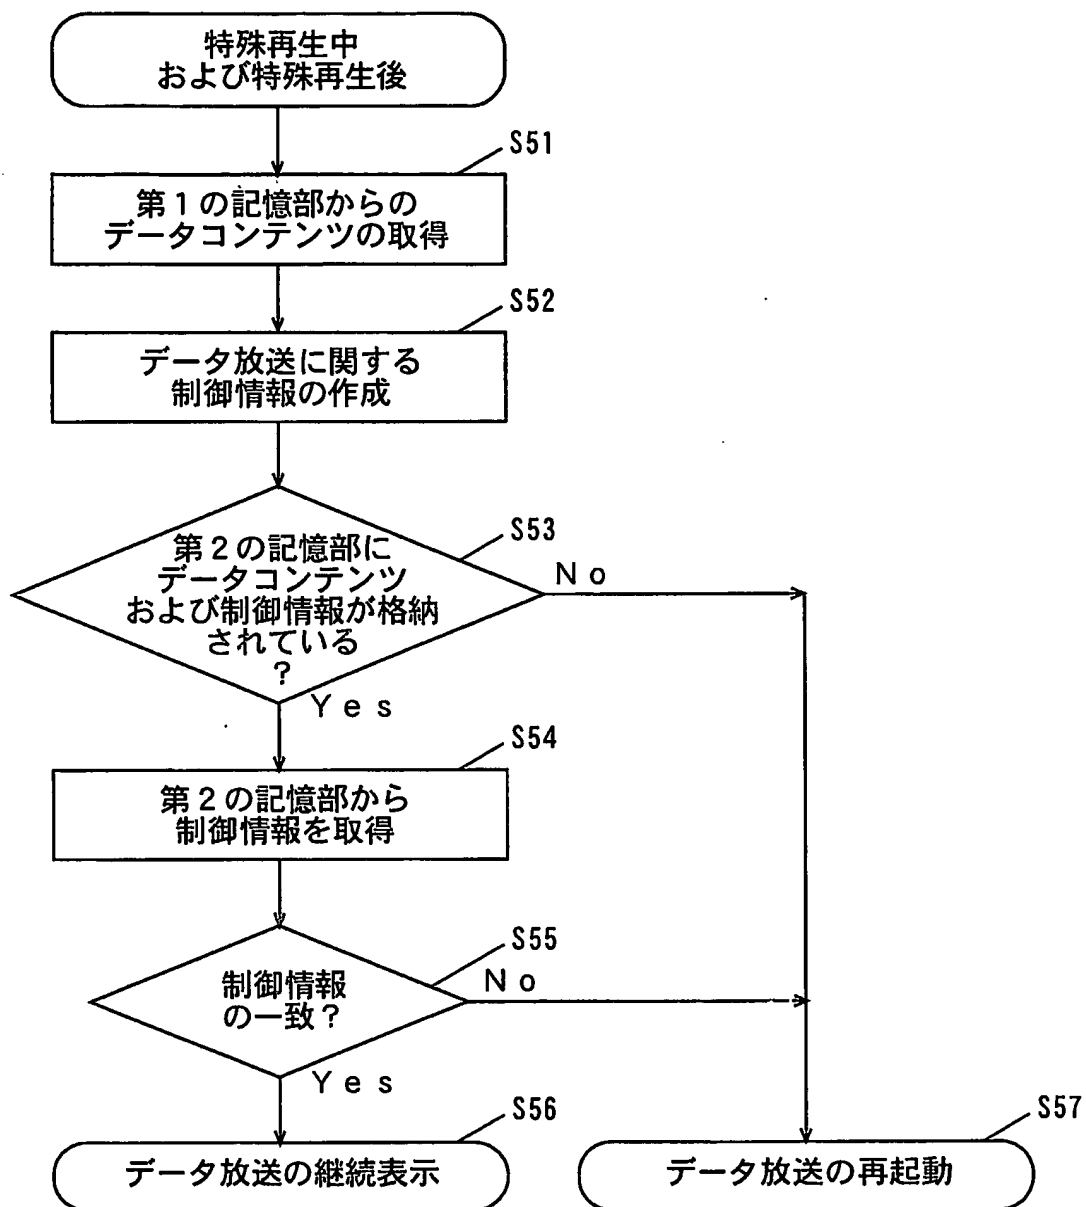 特殊再生中
および特殊再生後
S51
第1の記憶部からの
データコンテンツの取得
S52
データ放送に関する
制御情報の作成
S53
第2の記憶部に
データコンテンツ
および制御情報が格納
されている
?
No
Yes
S54
第2の記憶部から
制御情報を取得
S55
制御情報
の一致?
No
Yes
S56
データ放送の継続表示
S57
データ放送の再起動